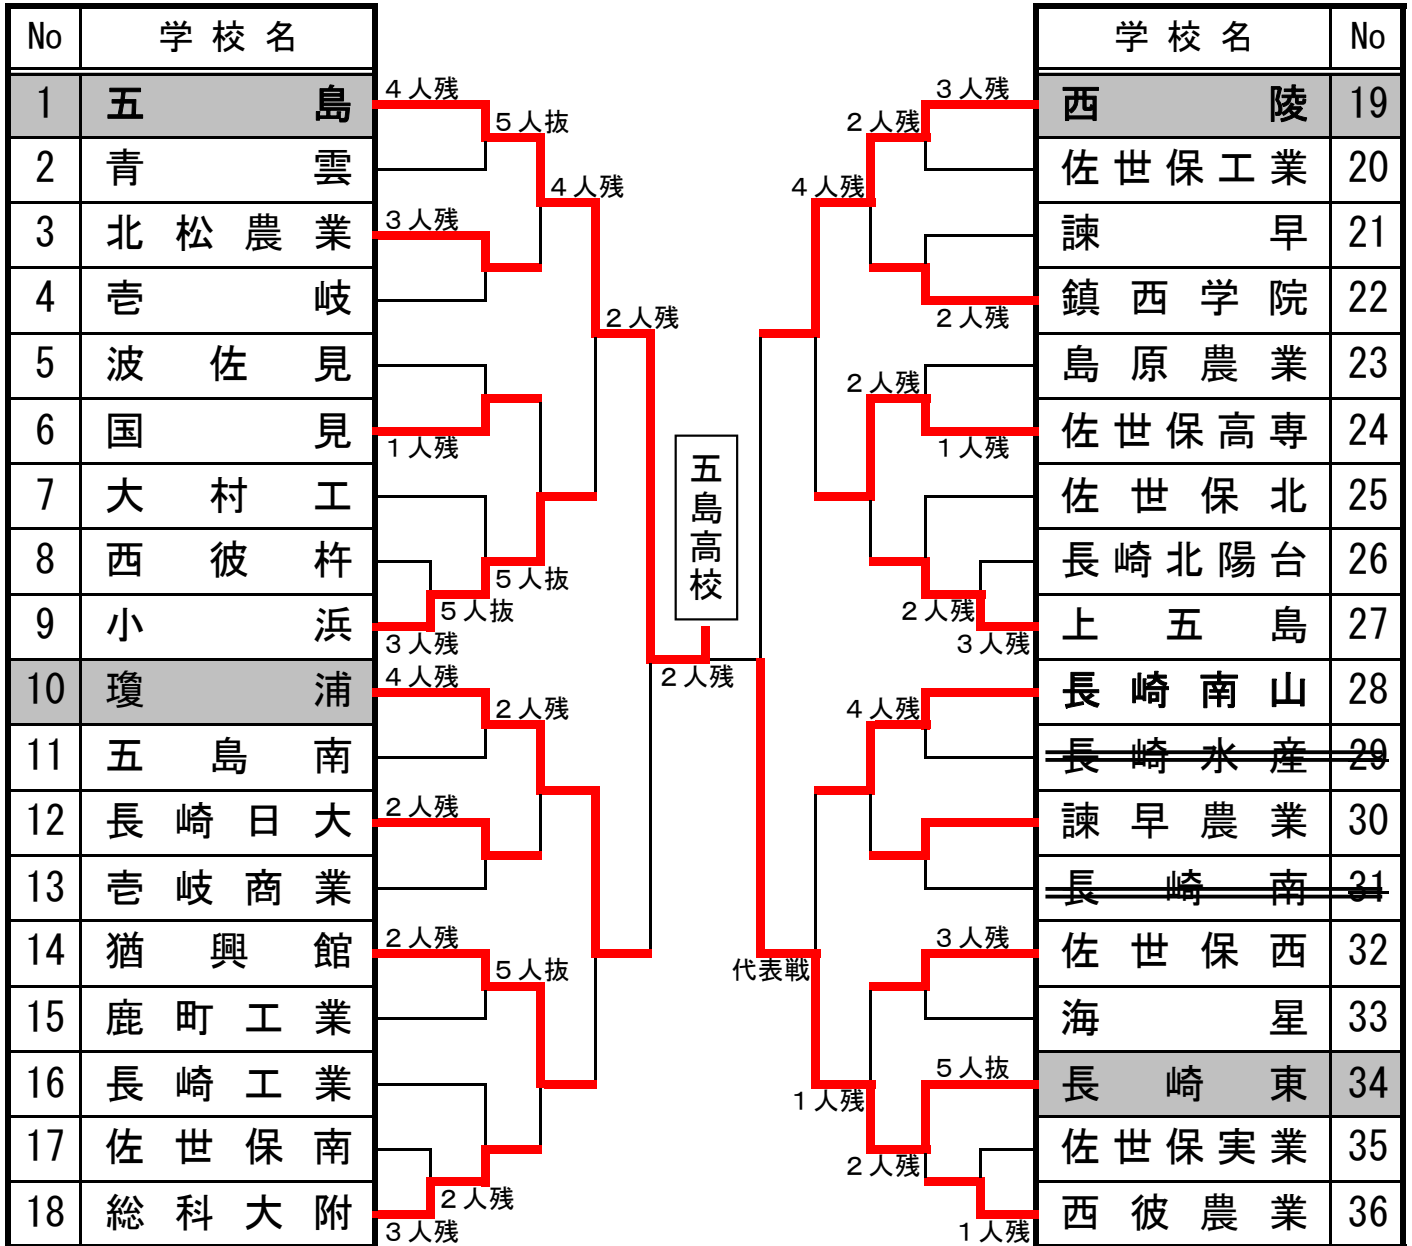 No 学校名
1 五島
2 青雲
3 北松農業
4 壱岐
5 波佐見
6 国見
7 大村工
8 西彼杵
9 小浜
10 瓊浦
11 五島南
12 長崎日大
13 壱岐商業
14 猶興館
15 鹿町工業
16 長崎工業
17 佐世保南
18 総科大附
4人残
5人抜
4人残
3人残
2人残
1人残
5人抜
5人抜
3人残
4人残
2人残
2人残
2人残
5人抜
2人残
3人残
五島高校
2人残
3人残
2人残
4人残
2人残
2人残
1人残
2人残
3人残
4人残
代表戦
3人残
5人抜
1人残
2人残
1人残
学校名 No
西陵 19
佐世保工業 20
諫早 21
鎮西学院 22
島原農業 23
佐世保高専 24
佐世保北 25
長崎北陽台 26
上五島 27
長崎南山 28
長崎水産 29
諫早農業 30
長崎南 31
佐世保西 32
海星 33
長崎東 34
佐世保実業 35
西彼農業 36